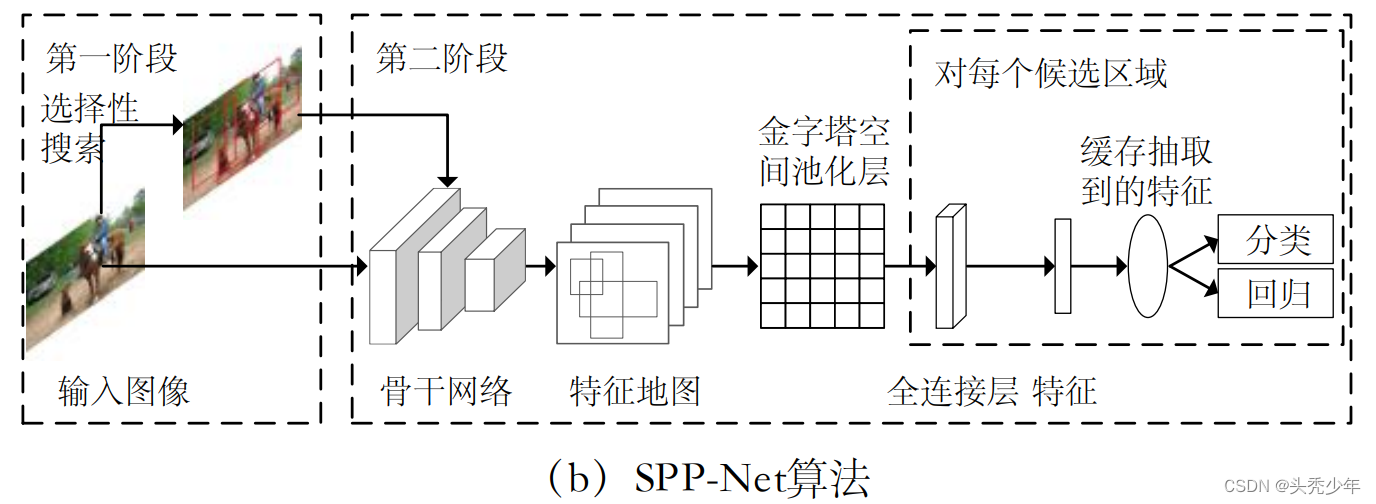 第一阶段
选择性
搜索
输入图像
第二阶段
骨干网络
特征地图
金字塔空
间池化层
对每个候选区域
缓存抽取
到的特征
分类
回归
全连接层 特征
（b）SPP-Net算法
CSDN @头秃少年